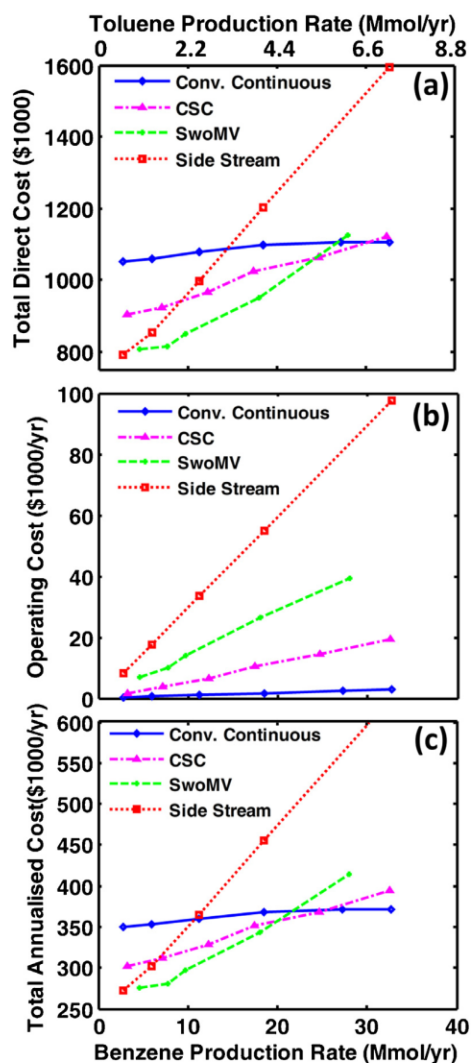 Toluene Production Rate (Mmol/yr)
0 2.2 4.4 6.6 8.8
1600
1400
1200
1000
800
Total Direct Cost ($1000)
(a)
Conv. Continuous
CSC
SwoMV
Side Stream
100
80
60
40
20
0
Operating Cost ($1000/yr)
(b)
Conv. Continuous
CSC
SwoMV
Side Stream
600
550
500
450
400
350
300
250
Total Annualised Cost($1000/yr)
(c)
Conv. Continuous
CSC
SwoMV
Side Stream
0 10 20 30 40
Benzene Production Rate (Mmol/yr)